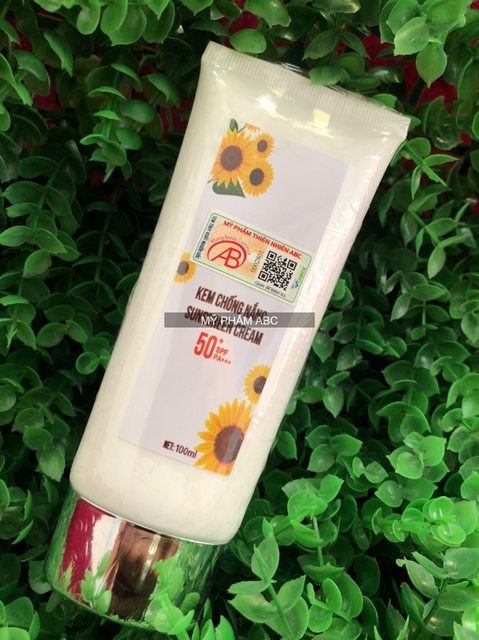 MỸ PHẨM THIÊN NHIÊN ABC
AB
KEM CHỐNG NẮNG
SUNSCREEN CREAM
MỸ PHẨM ABC
50+
SPF
PA+++
NET: 100ml